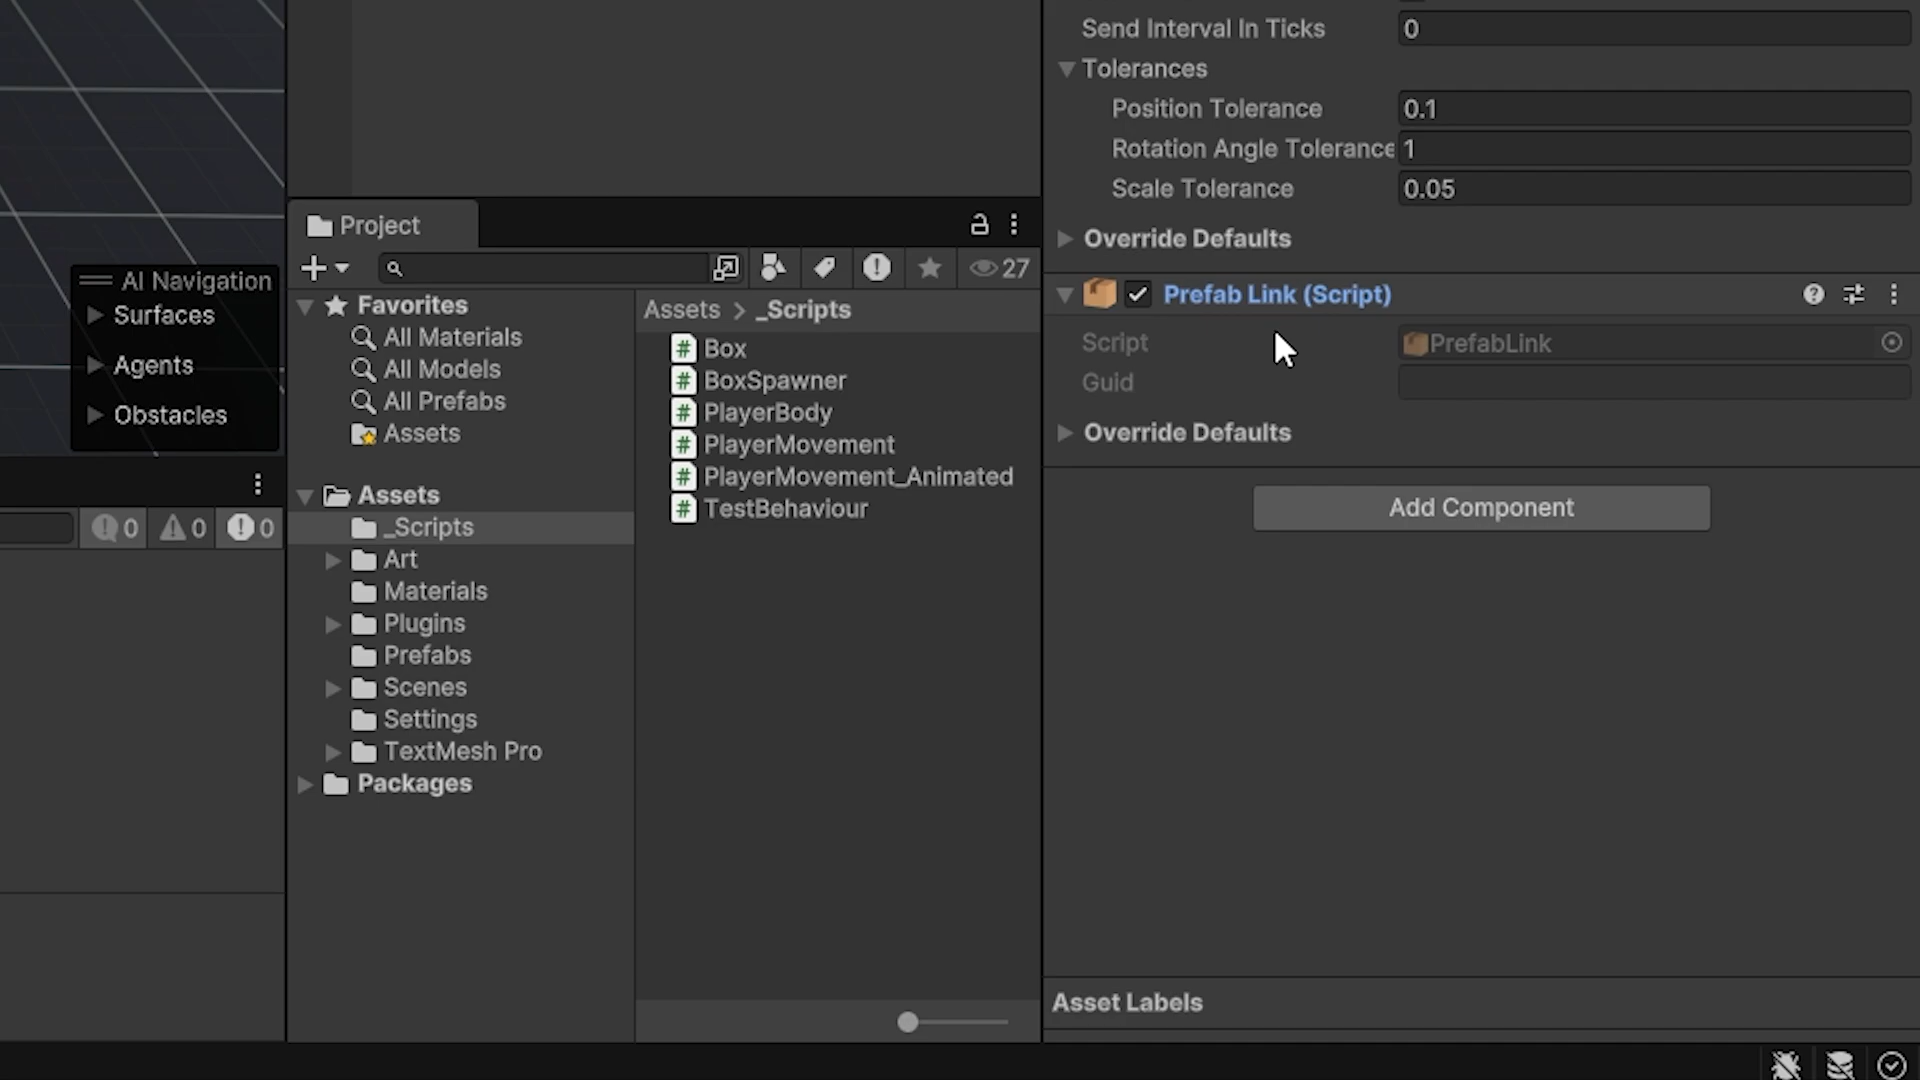 AI Navigation
Surfaces
Agents
Obstacles
0 0 0
Project
27
Favorites
All Materials
All Models
All Prefabs
Assets
Assets
_Scripts
Art
Materials
Plugins
Prefabs
Scenes
Settings
TextMesh Pro
Packages
Assets > _Scripts
Box
BoxSpawner
PlayerBody
PlayerMovement
PlayerMovement_Animated
TestBehaviour
Send Interval In Ticks 0
Tolerances
Position Tolerance 0.1
Rotation Angle Tolerance 1
Scale Tolerance 0.05
Override Defaults
Prefab Link (Script)
Script PrefabLink
Guid
Override Defaults
Add Component
Asset Labels